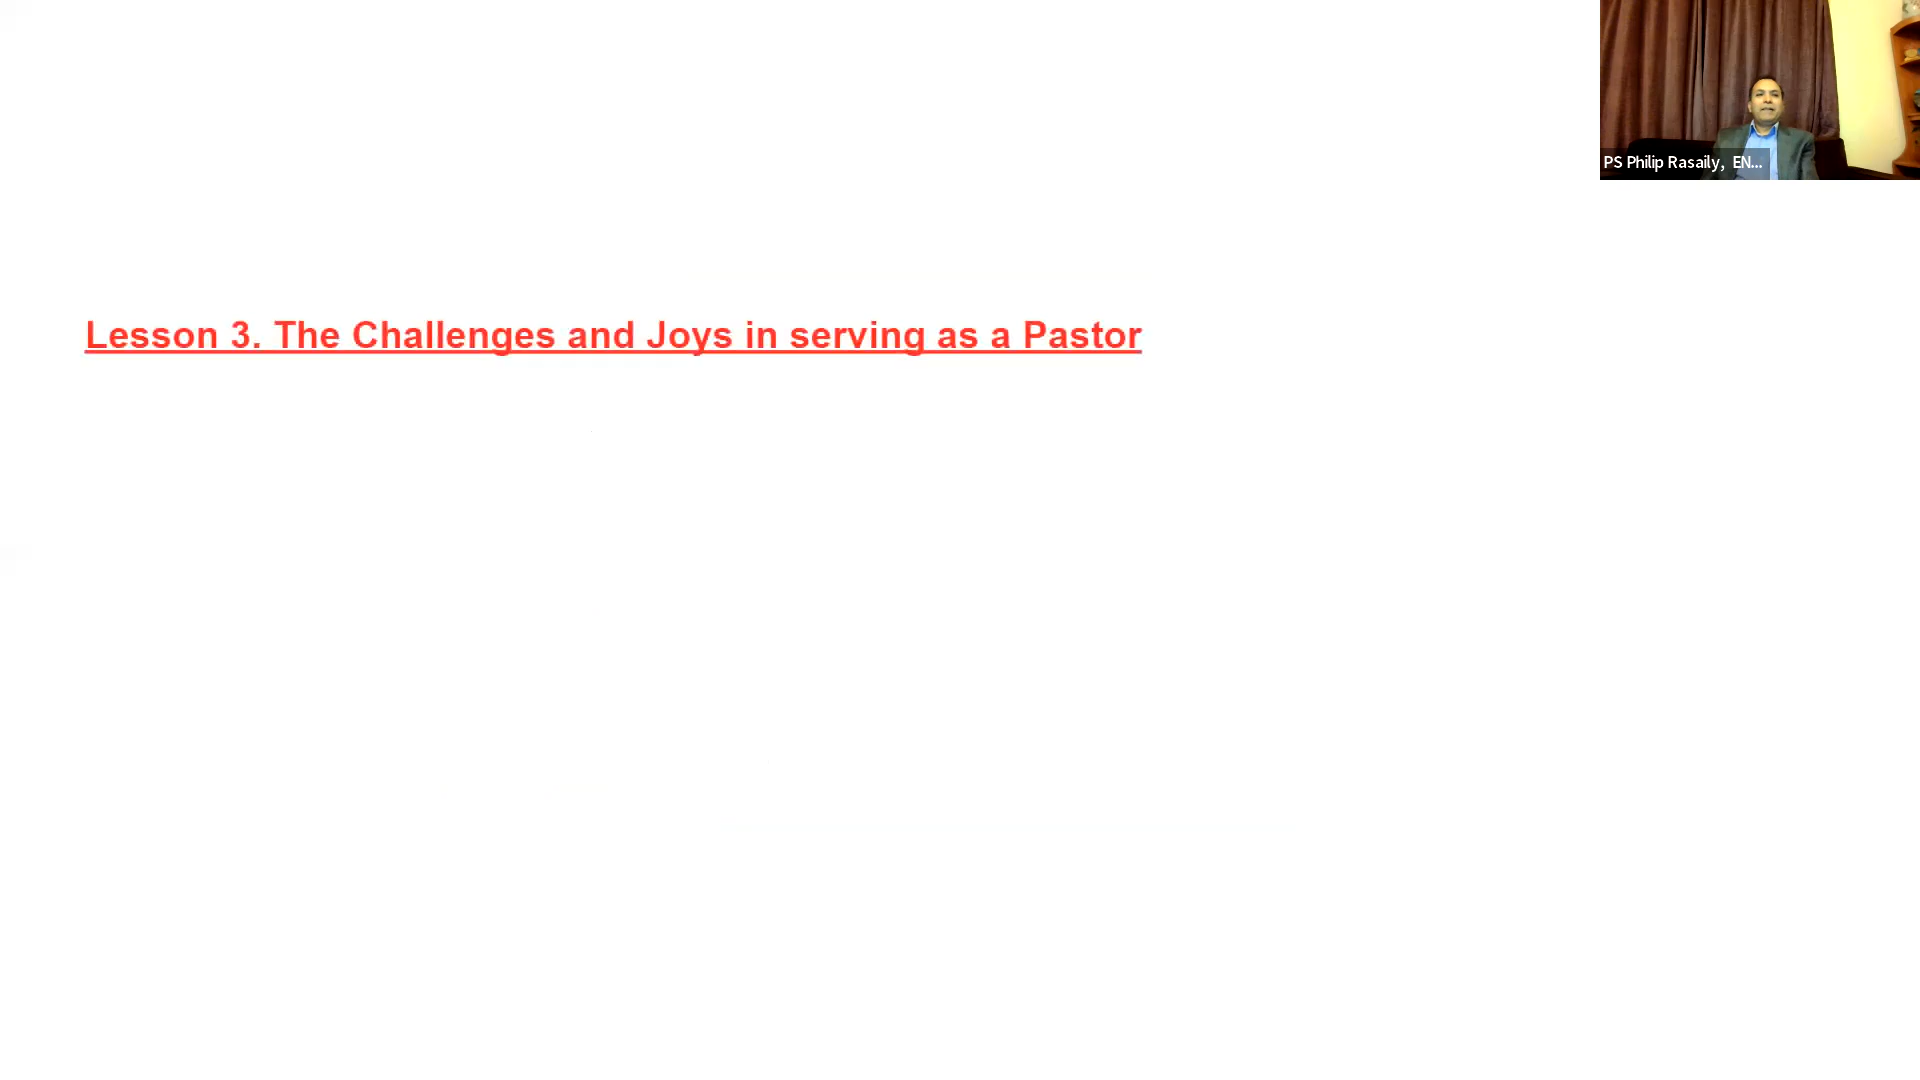 PS Philip Rasaily, EN...
Lesson 3. The Challenges and Joys in serving as a Pastor